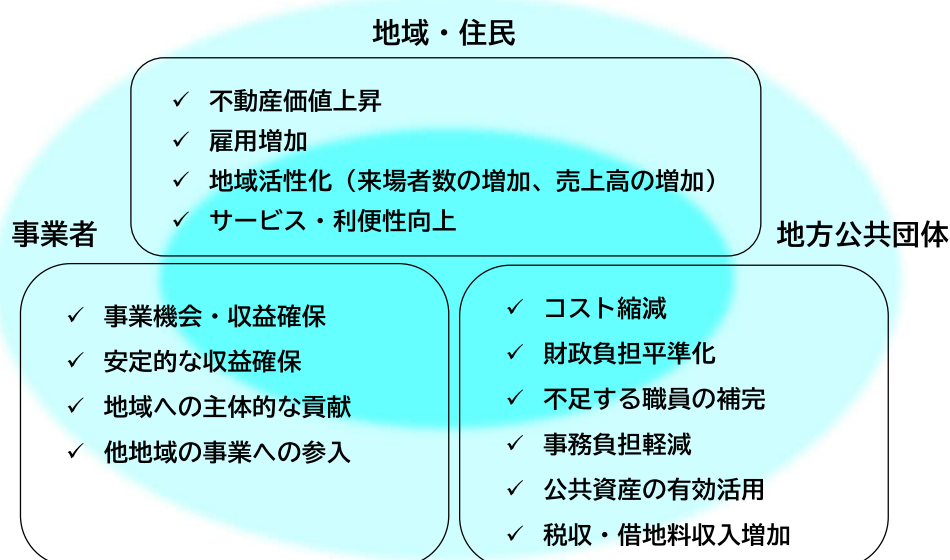 地域・住民
✓ 不動産価値上昇
✓ 雇用増加
✓ 地域活性化（来場者数の増加、売上高の増加）
✓ サービス・利便性向上
事業者
✓ 事業機会・収益確保
✓ 安定的な収益確保
✓ 地域への主体的な貢献
✓ 他地域の事業への参入
地方公共団体
✓ コスト縮減
✓ 財政負担平準化
✓ 不足する職員の補完
✓ 事務負担軽減
✓ 公共資産の有効活用
✓ 税収・借地料収入増加